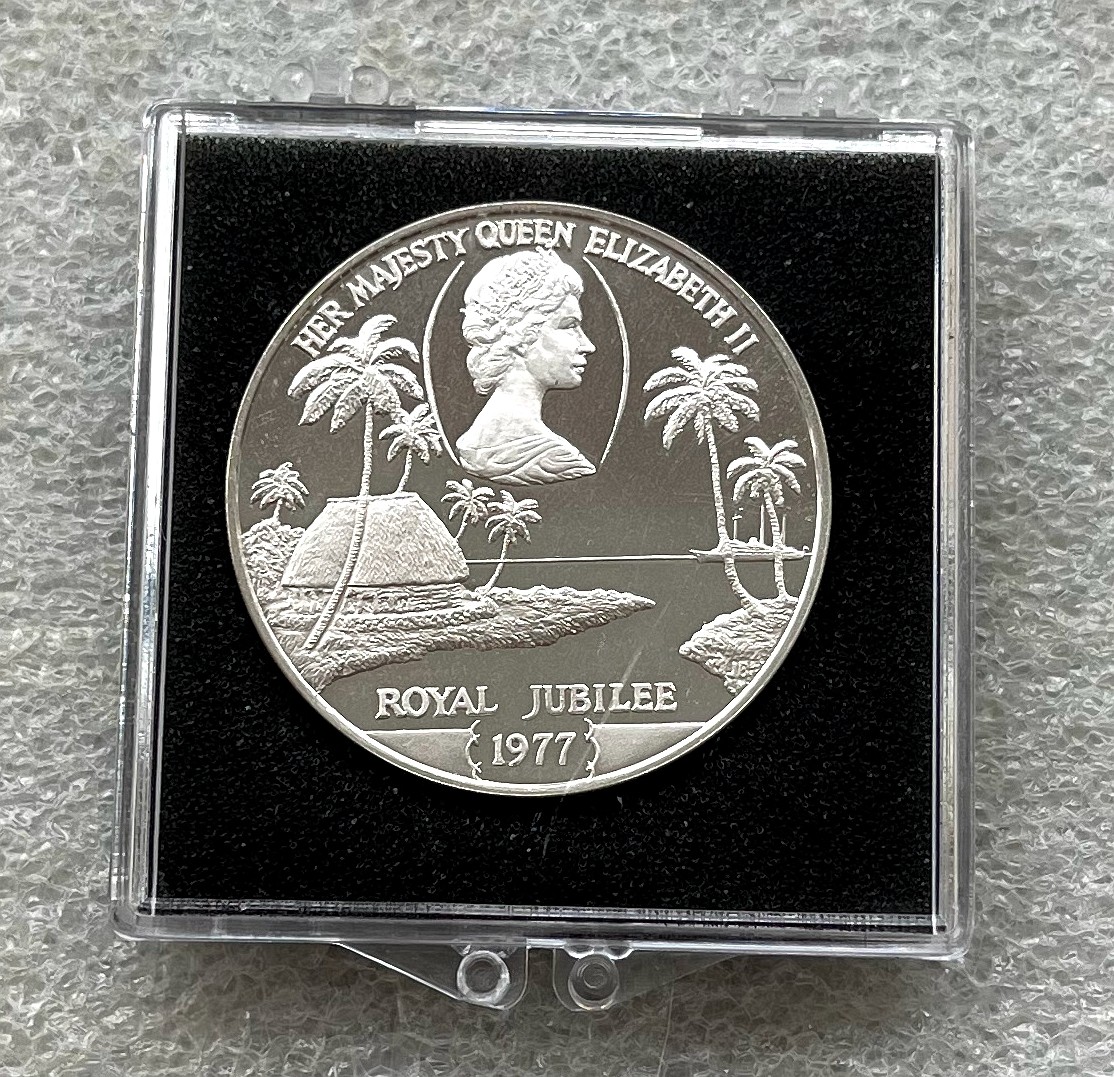 HER MAJESTY QUEEN ELIZABETH II
ROYAL JUBILEE
1977